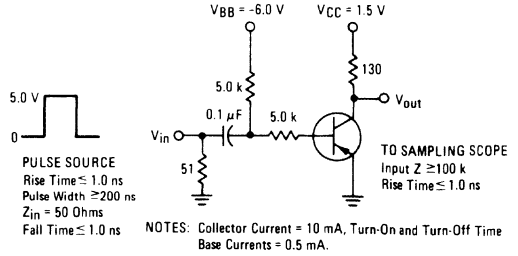 VBB = -6.0 V
VCC = 1.5 V
5.0 k
130
5.0 V
0.1 μF
5.0 k
Vout
Vin
0
51
PULSE SOURCE
Rise Time ≤ 1.0 ns
Pulse Width ≥200 ns
Zin = 50 Ohms
Fall Time ≤ 1.0 ns
TO SAMPLING SCOPE
Input Z ≥100 k
Rise Time ≤ 1.0 ns
NOTES: Collector Current = 10 mA, Turn-On and Turn-Off Time
Base Currents = 0.5 mA.